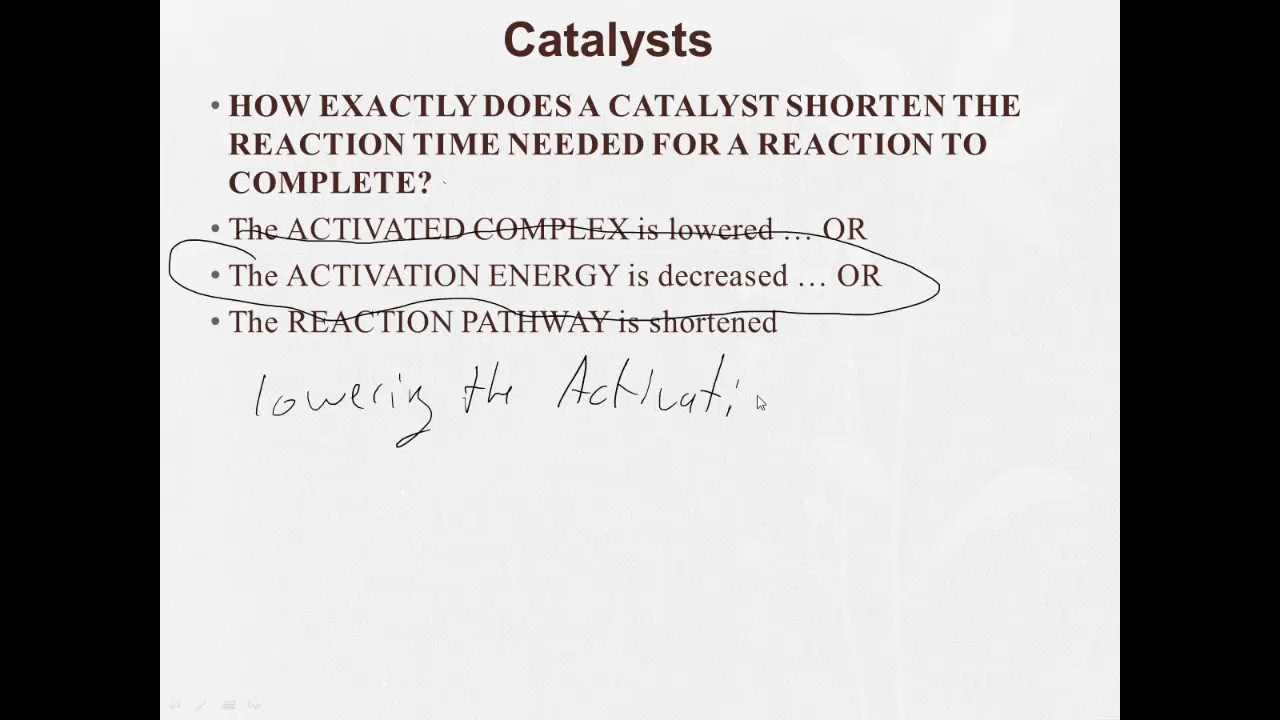 Catalysts
• HOW EXACTLY DOES A CATALYST SHORTEN THE
REACTION TIME NEEDED FOR A REACTION TO
COMPLETE?
• The ACTIVATED COMPLEX is lowered … OR
• The ACTIVATION ENERGY is decreased … OR
• The REACTION PATHWAY is shortened
lowering the Activati